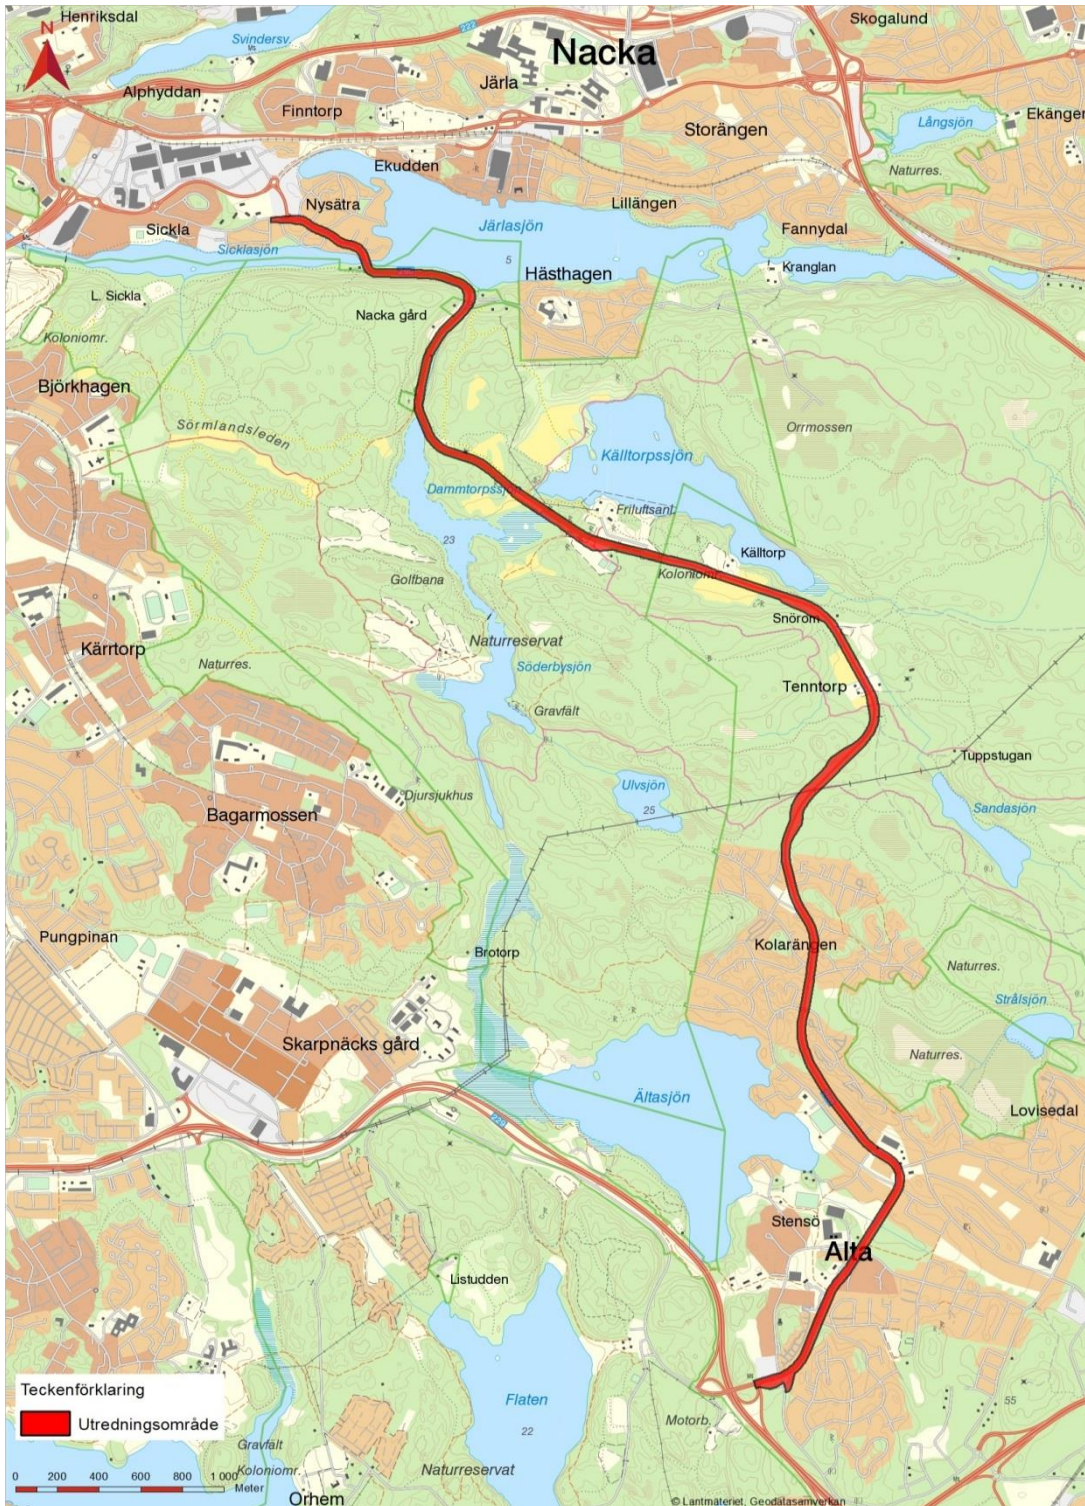 Henriksdal
Skogalund
N
Svindersv.
222
Nacka
Järla
Alphyddan
Finntorp
Storängen
Långsjön
Ekängen
Ekudden
Naturres.
Nysätra
Lillängen
Sickla
Järlasjön
Fannydal
Sicklasjön
5
Hästhagen
Kranglan
L. Sickla
Nacka gård
Koloniomr.
Björkhagen
Sörmlandsleden
Orrmossen
Källtorpssjön
Dammtorpssj
Friluftsanl.
23
Källtorp
Golfbana
Koloniomr.
Snörom
Naturreservat
Kärrtorp
Naturres.
Söderbysjön
Tenntorp
Gravfält
Tuppstugan
Ulvsjön
Djursjukhus
25
Sandasjön
Bagarmossen
Pungpinan
Kolarängen
Brotorp
Naturres.
Strålsjön
Skarpnäcks gård
Naturres.
Ältasjön
Lovisedal
229
Stensö
Älta
Listudden
Teckenförklaring
Flaten
Utredningsområde
55
Motorb.
22
Gravfält
Koloniomr.
Naturreservat
0 200 400 600 800 1 000
Meter
Orhem
© Lantmäteriet, Geodatasamverkan